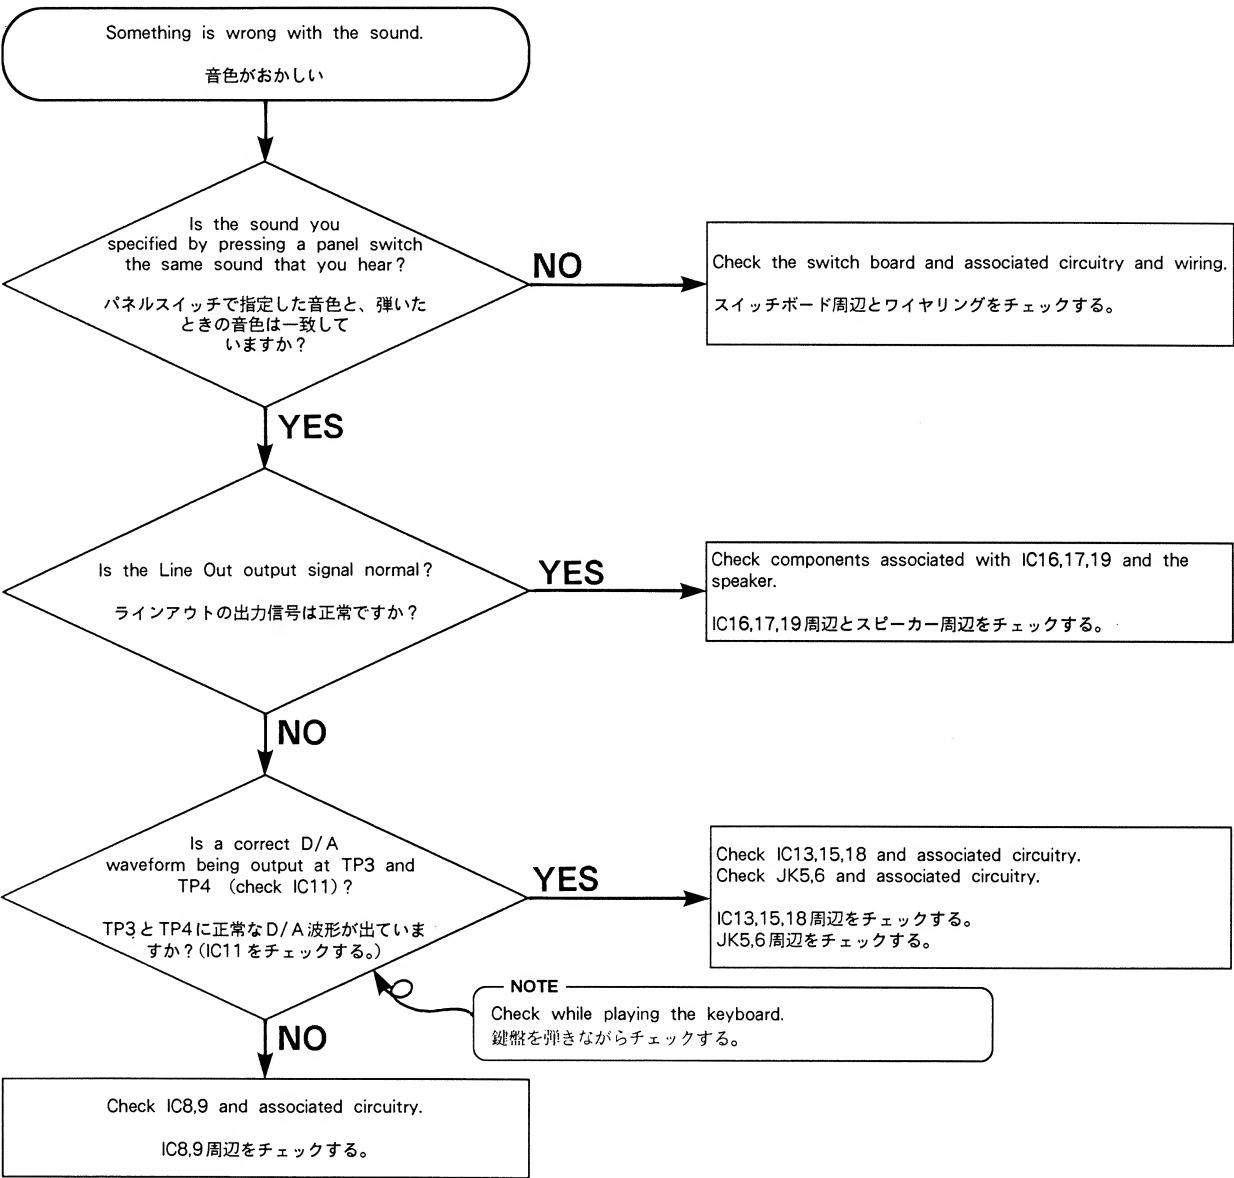 Something is wrong with the sound.
音色がおかしい
Is the sound you
specified by pressing a panel switch
the same sound that you hear?
パネルスイッチで指定した音色と、弾いた
ときの音色は一致して
いますか?
NO
Check the switch board and associated circuitry and wiring.
スイッチボード周辺とワイヤリングをチェックする。
YES
Is the Line Out output signal normal?
ラインアウトの出力信号は正常ですか?
YES
Check components associated with IC16,17,19 and the
speaker.
IC16,17,19周辺とスピーカー周辺をチェックする。
NO
Is a correct D/A
waveform being output at TP3 and
TP4 (check IC11)?
TP3とTP4に正常なD/A波形が出ていま
すか?(IC11をチェックする。)
YES
Check IC13,15,18 and associated circuitry.
Check JK5,6 and associated circuitry.
IC13,15,18周辺をチェックする。
JK5,6周辺をチェックする。
NOTE
Check while playing the keyboard.
鍵盤を弾きながらチェックする。
NO
Check IC8,9 and associated circuitry.
IC8,9周辺をチェックする。